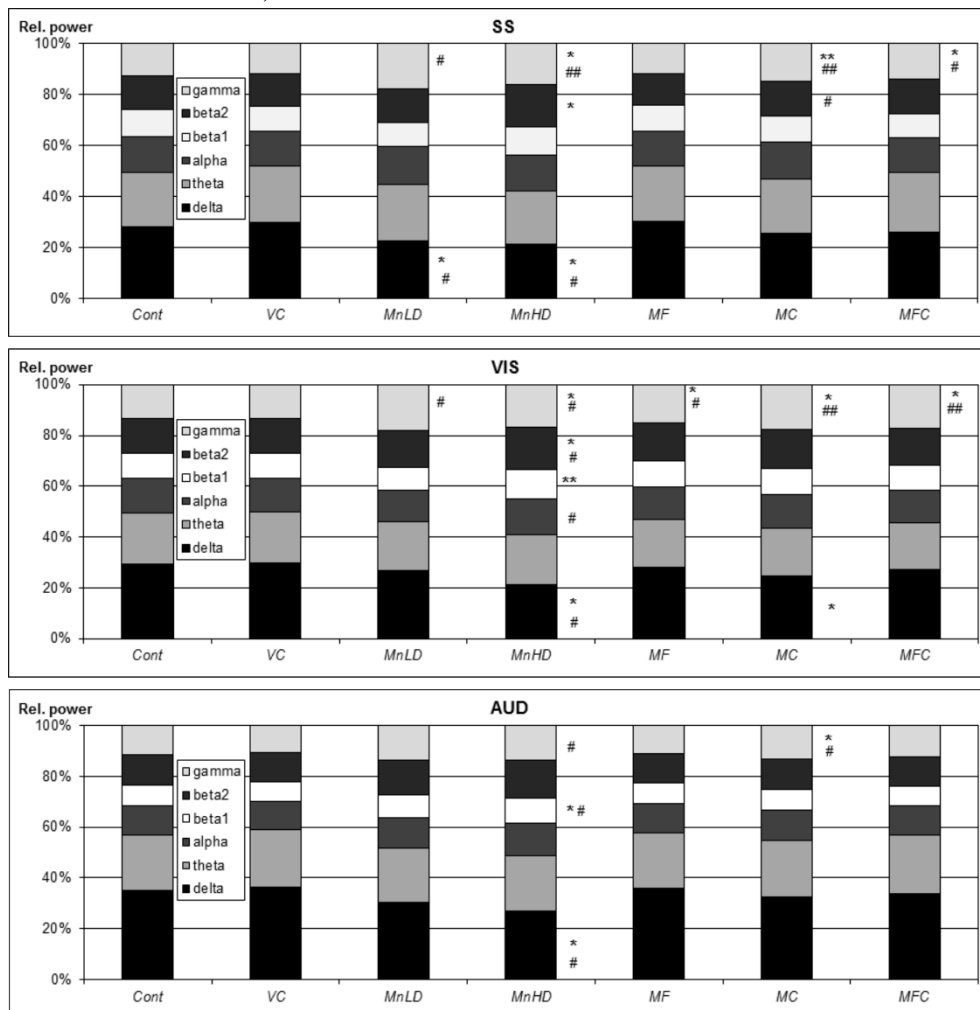 Rel. power
SS
100%
80%
60%
40%
20%
0%
gamma
beta2
beta1
alpha
theta
delta
#
*
##
*
**
##
#
*
#
*
#
*
#
Cont VC MnLD MnHD MF MC MFC
Rel. power
VIS
100%
80%
60%
40%
20%
0%
gamma
beta2
beta1
alpha
theta
delta
#
*
#
*
#
**
#
*
#
*
#
*
##
*
*
##
Cont VC MnLD MnHD MF MC MFC
Rel. power
AUD
100%
80%
60%
40%
20%
0%
gamma
beta2
beta1
alpha
theta
delta
#
* #
*
#
*
#
Cont VC MnLD MnHD MF MC MFC